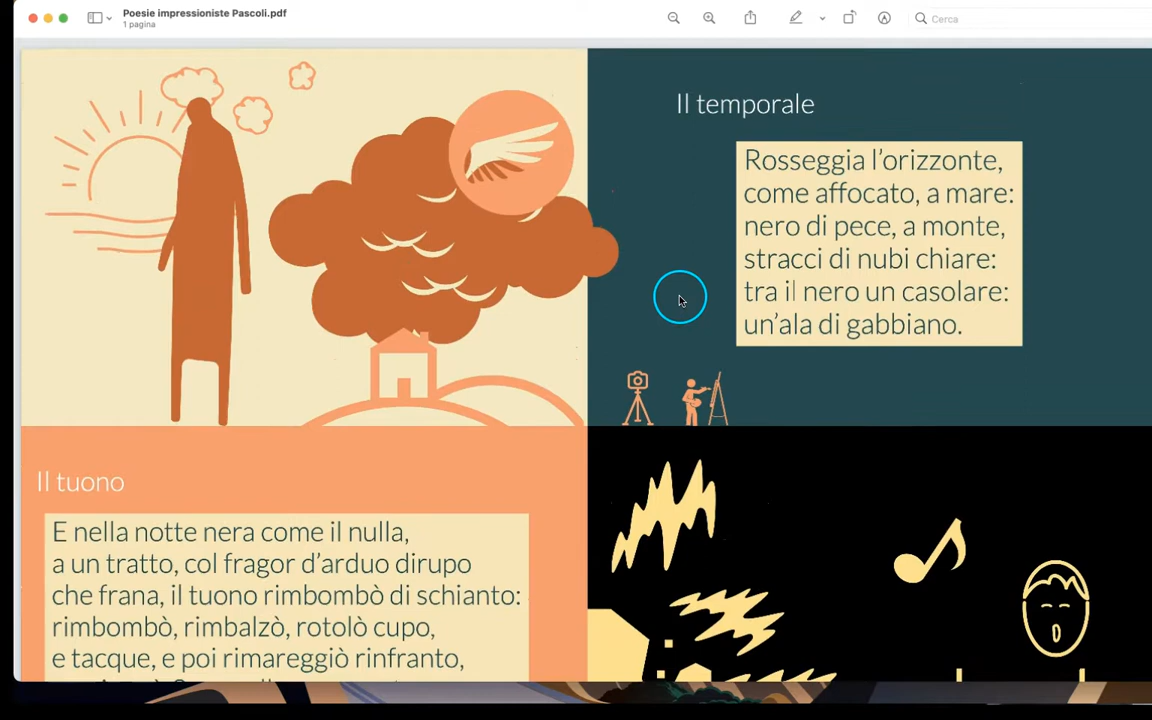 Poesie impressioniste Pascoli.pdf
1 pagina
Cerca
Il temporale
Rosseggia l’orizzonte,
come affocato, a mare:
nero di pece, a monte,
stracci di nubi chiare:
tra il nero un casolare:
un’ala di gabbiano.
Il tuono
E nella notte nera come il nulla,
a un tratto, col fragor d’arduo dirupo
che frana, il tuono rimbombò di schianto:
rimbombò, rimbalzò, rotolò cupo,
e tacque, e poi rimareggiò rinfranto,